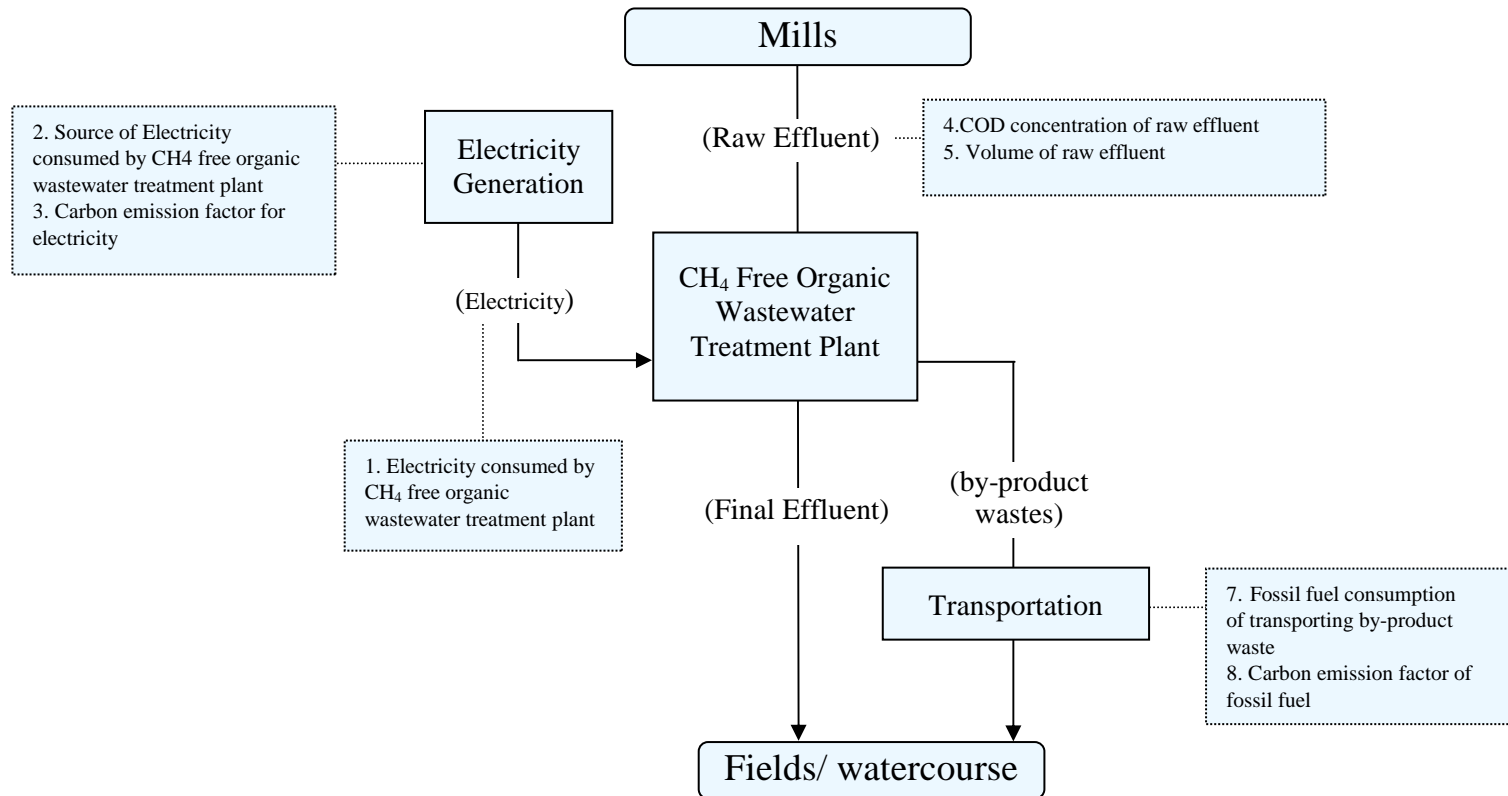 Mills
2. Source of Electricity
consumed by CH4 free organic
wastewater treatment plant
3. Carbon emission factor for
electricity
Electricity
Generation
(Raw Effluent)
4.COD concentration of raw effluent
5. Volume of raw effluent
(Electricity)
CH₄ Free Organic
Wastewater
Treatment Plant
1. Electricity consumed by
CH₄ free organic
wastewater treatment plant
(Final Effluent)
(by-product
wastes)
Transportation
7. Fossil fuel consumption
of transporting by-product
waste
8. Carbon emission factor of
fossil fuel
Fields/ watercourse